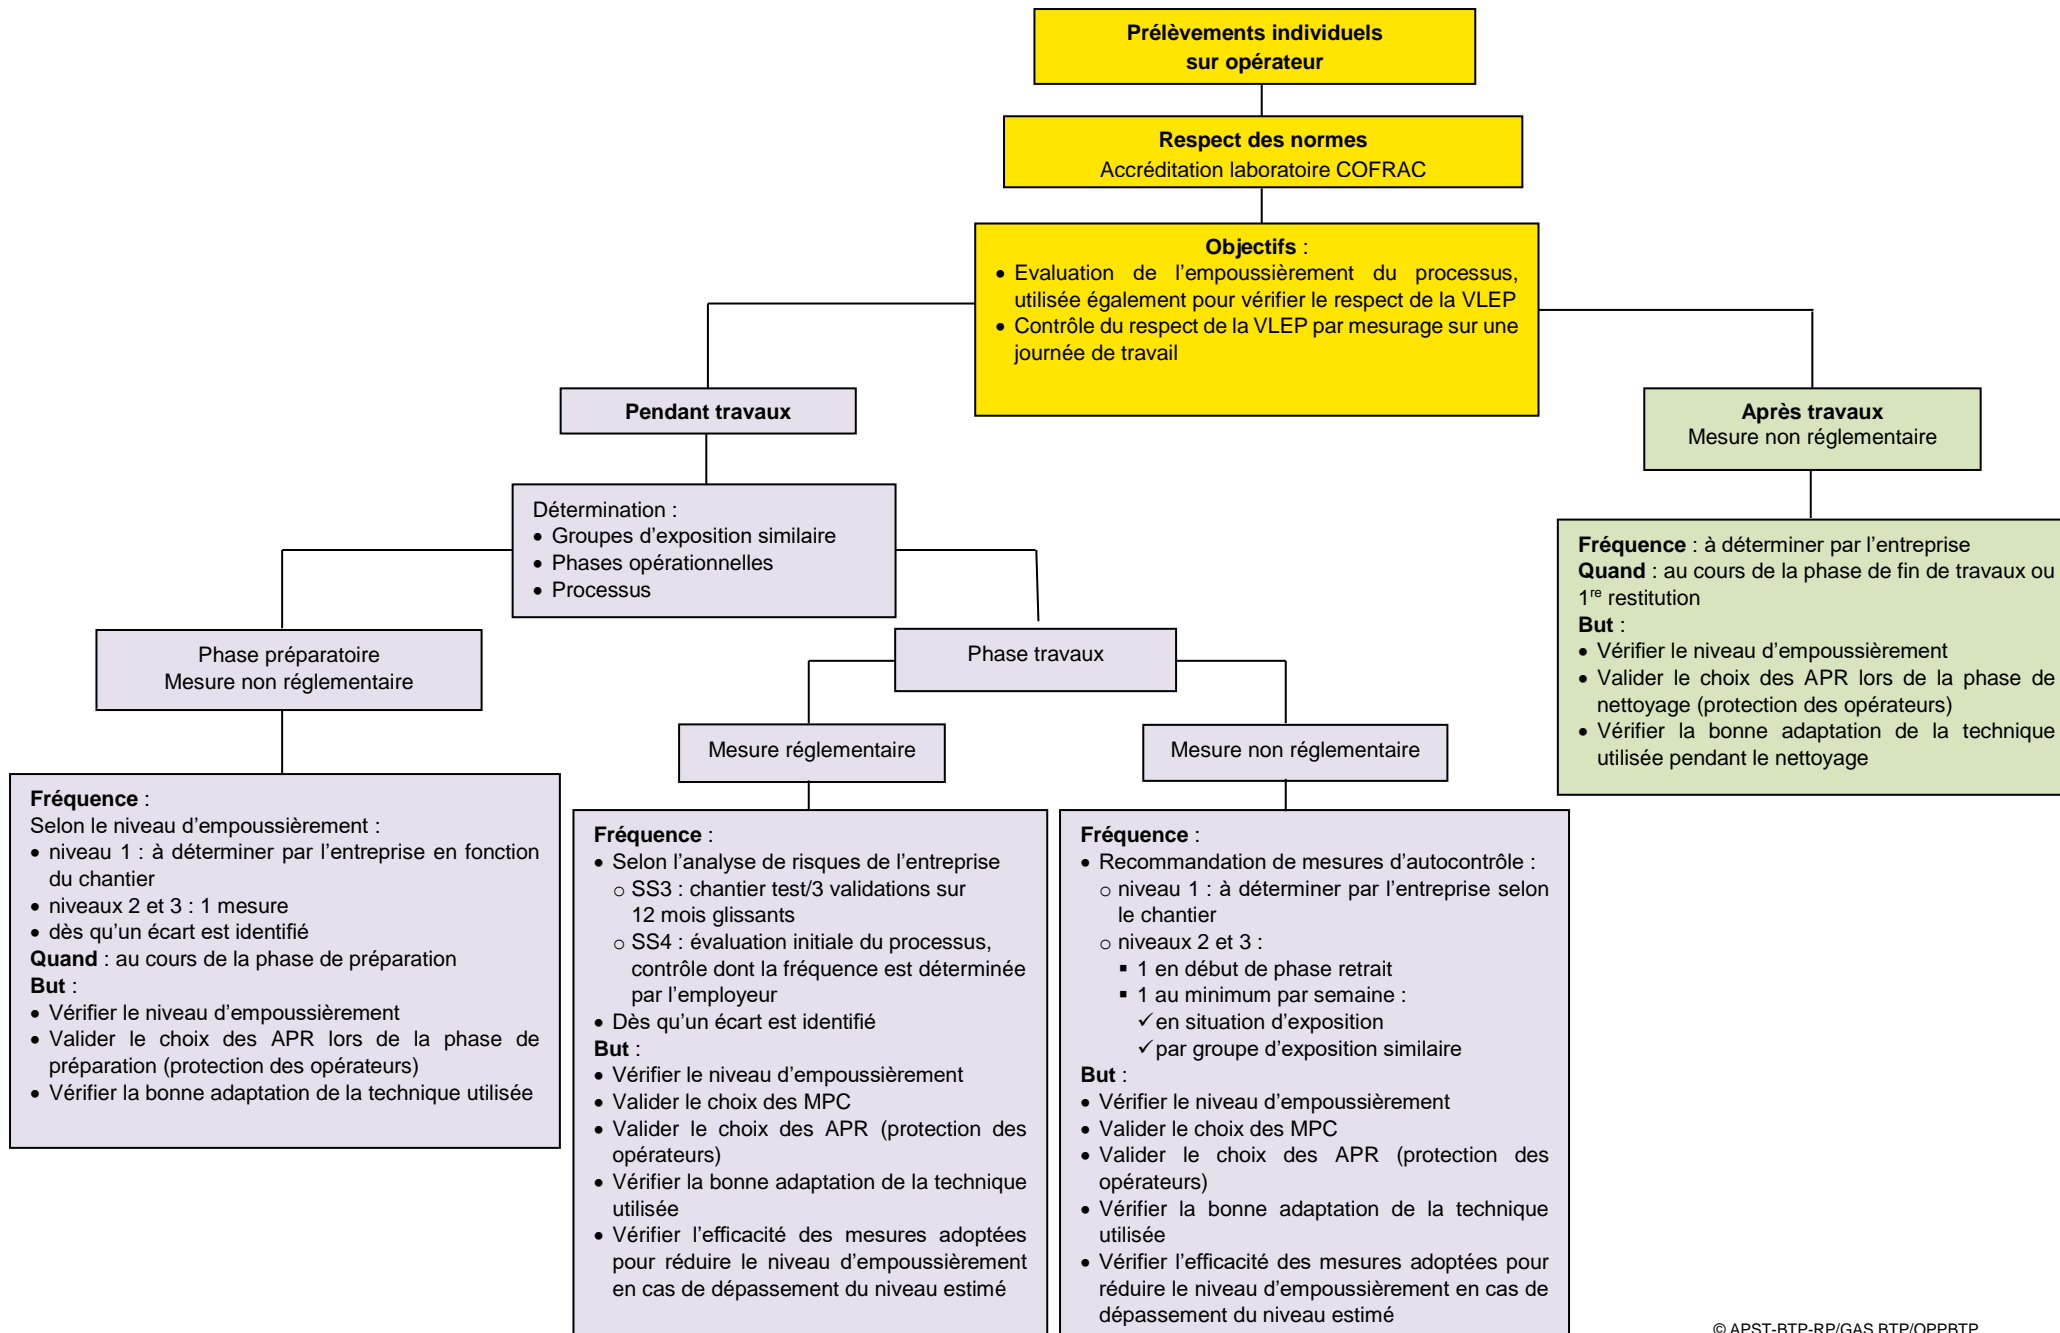 Prélèvements individuels
sur opérateur
Respect des normes
Accréditation laboratoire COFRAC
Objectifs :
• Evaluation de l’empoussièrement du processus,
utilisée également pour vérifier le respect de la VLEP
• Contrôle du respect de la VLEP par mesurage sur une
journée de travail
Pendant travaux
Après travaux
Mesure non réglementaire
Détermination :
• Groupes d’exposition similaire
• Phases opérationnelles
• Processus
Fréquence : à déterminer par l’entreprise
Quand : au cours de la phase de fin de travaux ou
1re restitution
But :
• Vérifier le niveau d’empoussièrement
• Valider le choix des APR lors de la phase de
nettoyage (protection des opérateurs)
• Vérifier la bonne adaptation de la technique
utilisée pendant le nettoyage
Phase préparatoire
Mesure non réglementaire
Phase travaux
Mesure réglementaire
Mesure non réglementaire
Fréquence :
Selon le niveau d’empoussièrement :
• niveau 1 : à déterminer par l’entreprise en fonction
du chantier
• niveaux 2 et 3 : 1 mesure
• dès qu’un écart est identifié
Quand : au cours de la phase de préparation
But :
• Vérifier le niveau d’empoussièrement
• Valider le choix des APR lors de la phase de
préparation (protection des opérateurs)
• Vérifier la bonne adaptation de la technique utilisée
Fréquence :
• Selon l’analyse de risques de l’entreprise
o SS3 : chantier test/3 validations sur
12 mois glissants
o SS4 : évaluation initiale du processus,
contrôle dont la fréquence est déterminée
par l’employeur
• Dès qu’un écart est identifié
But :
• Vérifier le niveau d’empoussièrement
• Valider le choix des MPC
• Valider le choix des APR (protection des
opérateurs)
• Vérifier la bonne adaptation de la technique
utilisée
• Vérifier l’efficacité des mesures adoptées
pour réduire le niveau d’empoussièrement
en cas de dépassement du niveau estimé
Fréquence :
• Recommandation de mesures d’autocontrôle :
o niveau 1 : à déterminer par l’entreprise selon
le chantier
o niveaux 2 et 3 :
▪ 1 en début de phase retrait
▪ 1 au minimum par semaine :
✓ en situation d’exposition
✓ par groupe d’exposition similaire
But :
• Vérifier le niveau d’empoussièrement
• Valider le choix des MPC
• Valider le choix des APR (protection des
opérateurs)
• Vérifier la bonne adaptation de la technique
utilisée
• Vérifier l’efficacité des mesures adoptées pour
réduire le niveau d’empoussièrement en cas de
dépassement du niveau estimé
© APST-BTP-RP/GAS BTP/OPPBTP